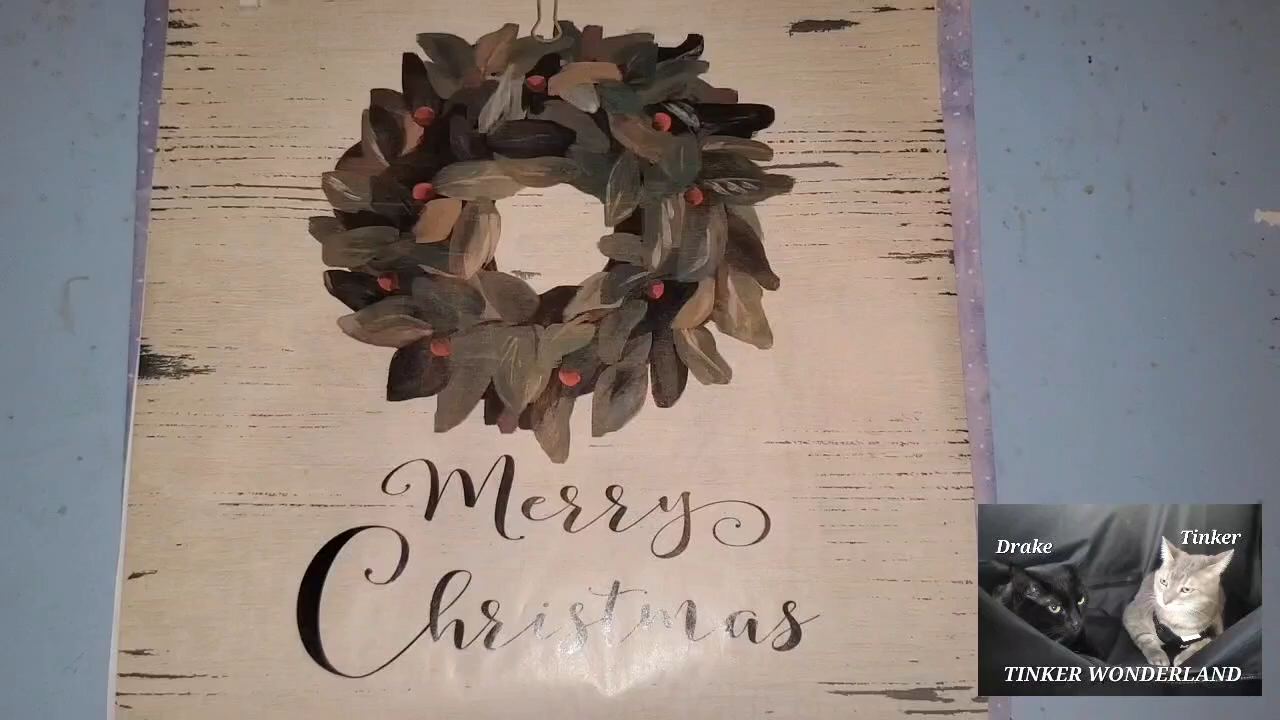 Merry
Christmas
Drake
Tinker
TINKER WONDERLAND